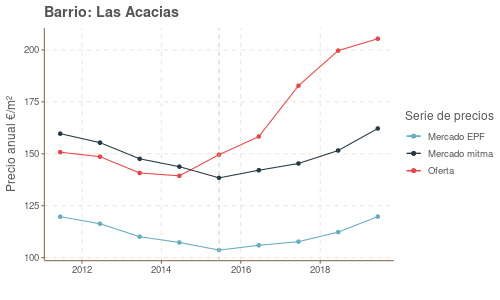 Barrio: Las Acacias
Precio anual €/m²
200
175
150
125
100
2012
2014
2016
2018
Serie de precios
Mercado EPF
Mercado mitma
Oferta